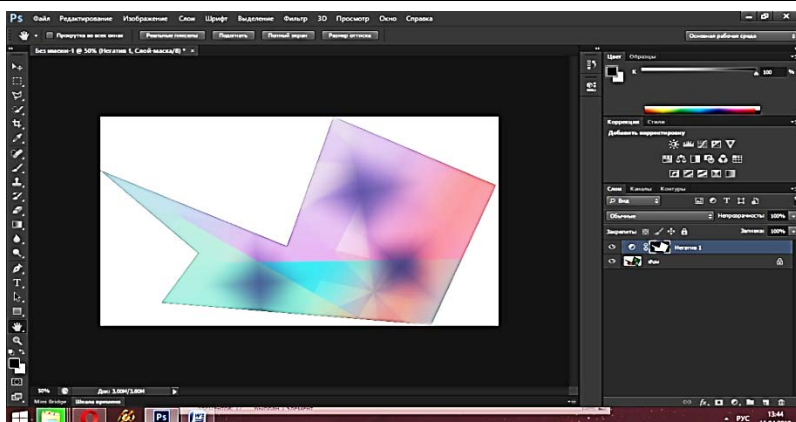 Ps Файл Редактирование Изображение Слои Шрифт Выделение Фильтр 3D Просмотр Окно Справка
Прокрутка во всех окнах Реальные пикселы Подогнать Полный экран Размер оттиска Основная рабочая среда
Без имени-1 @ 50% (Негатив 1, Слой-маска/8) * ×
Цвет Образцы
K 100 %
Коррекция Стили
Добавить корректировку
Слои Каналы Контуры
Вид
Обычные Непрозрачность: 100%
Закрепить: Заливка: 100%
Негатив 1
Фон
50% Док: 3,00M/3,00M
Mini Bridge Шкала времени
Ps
РУС 13:44